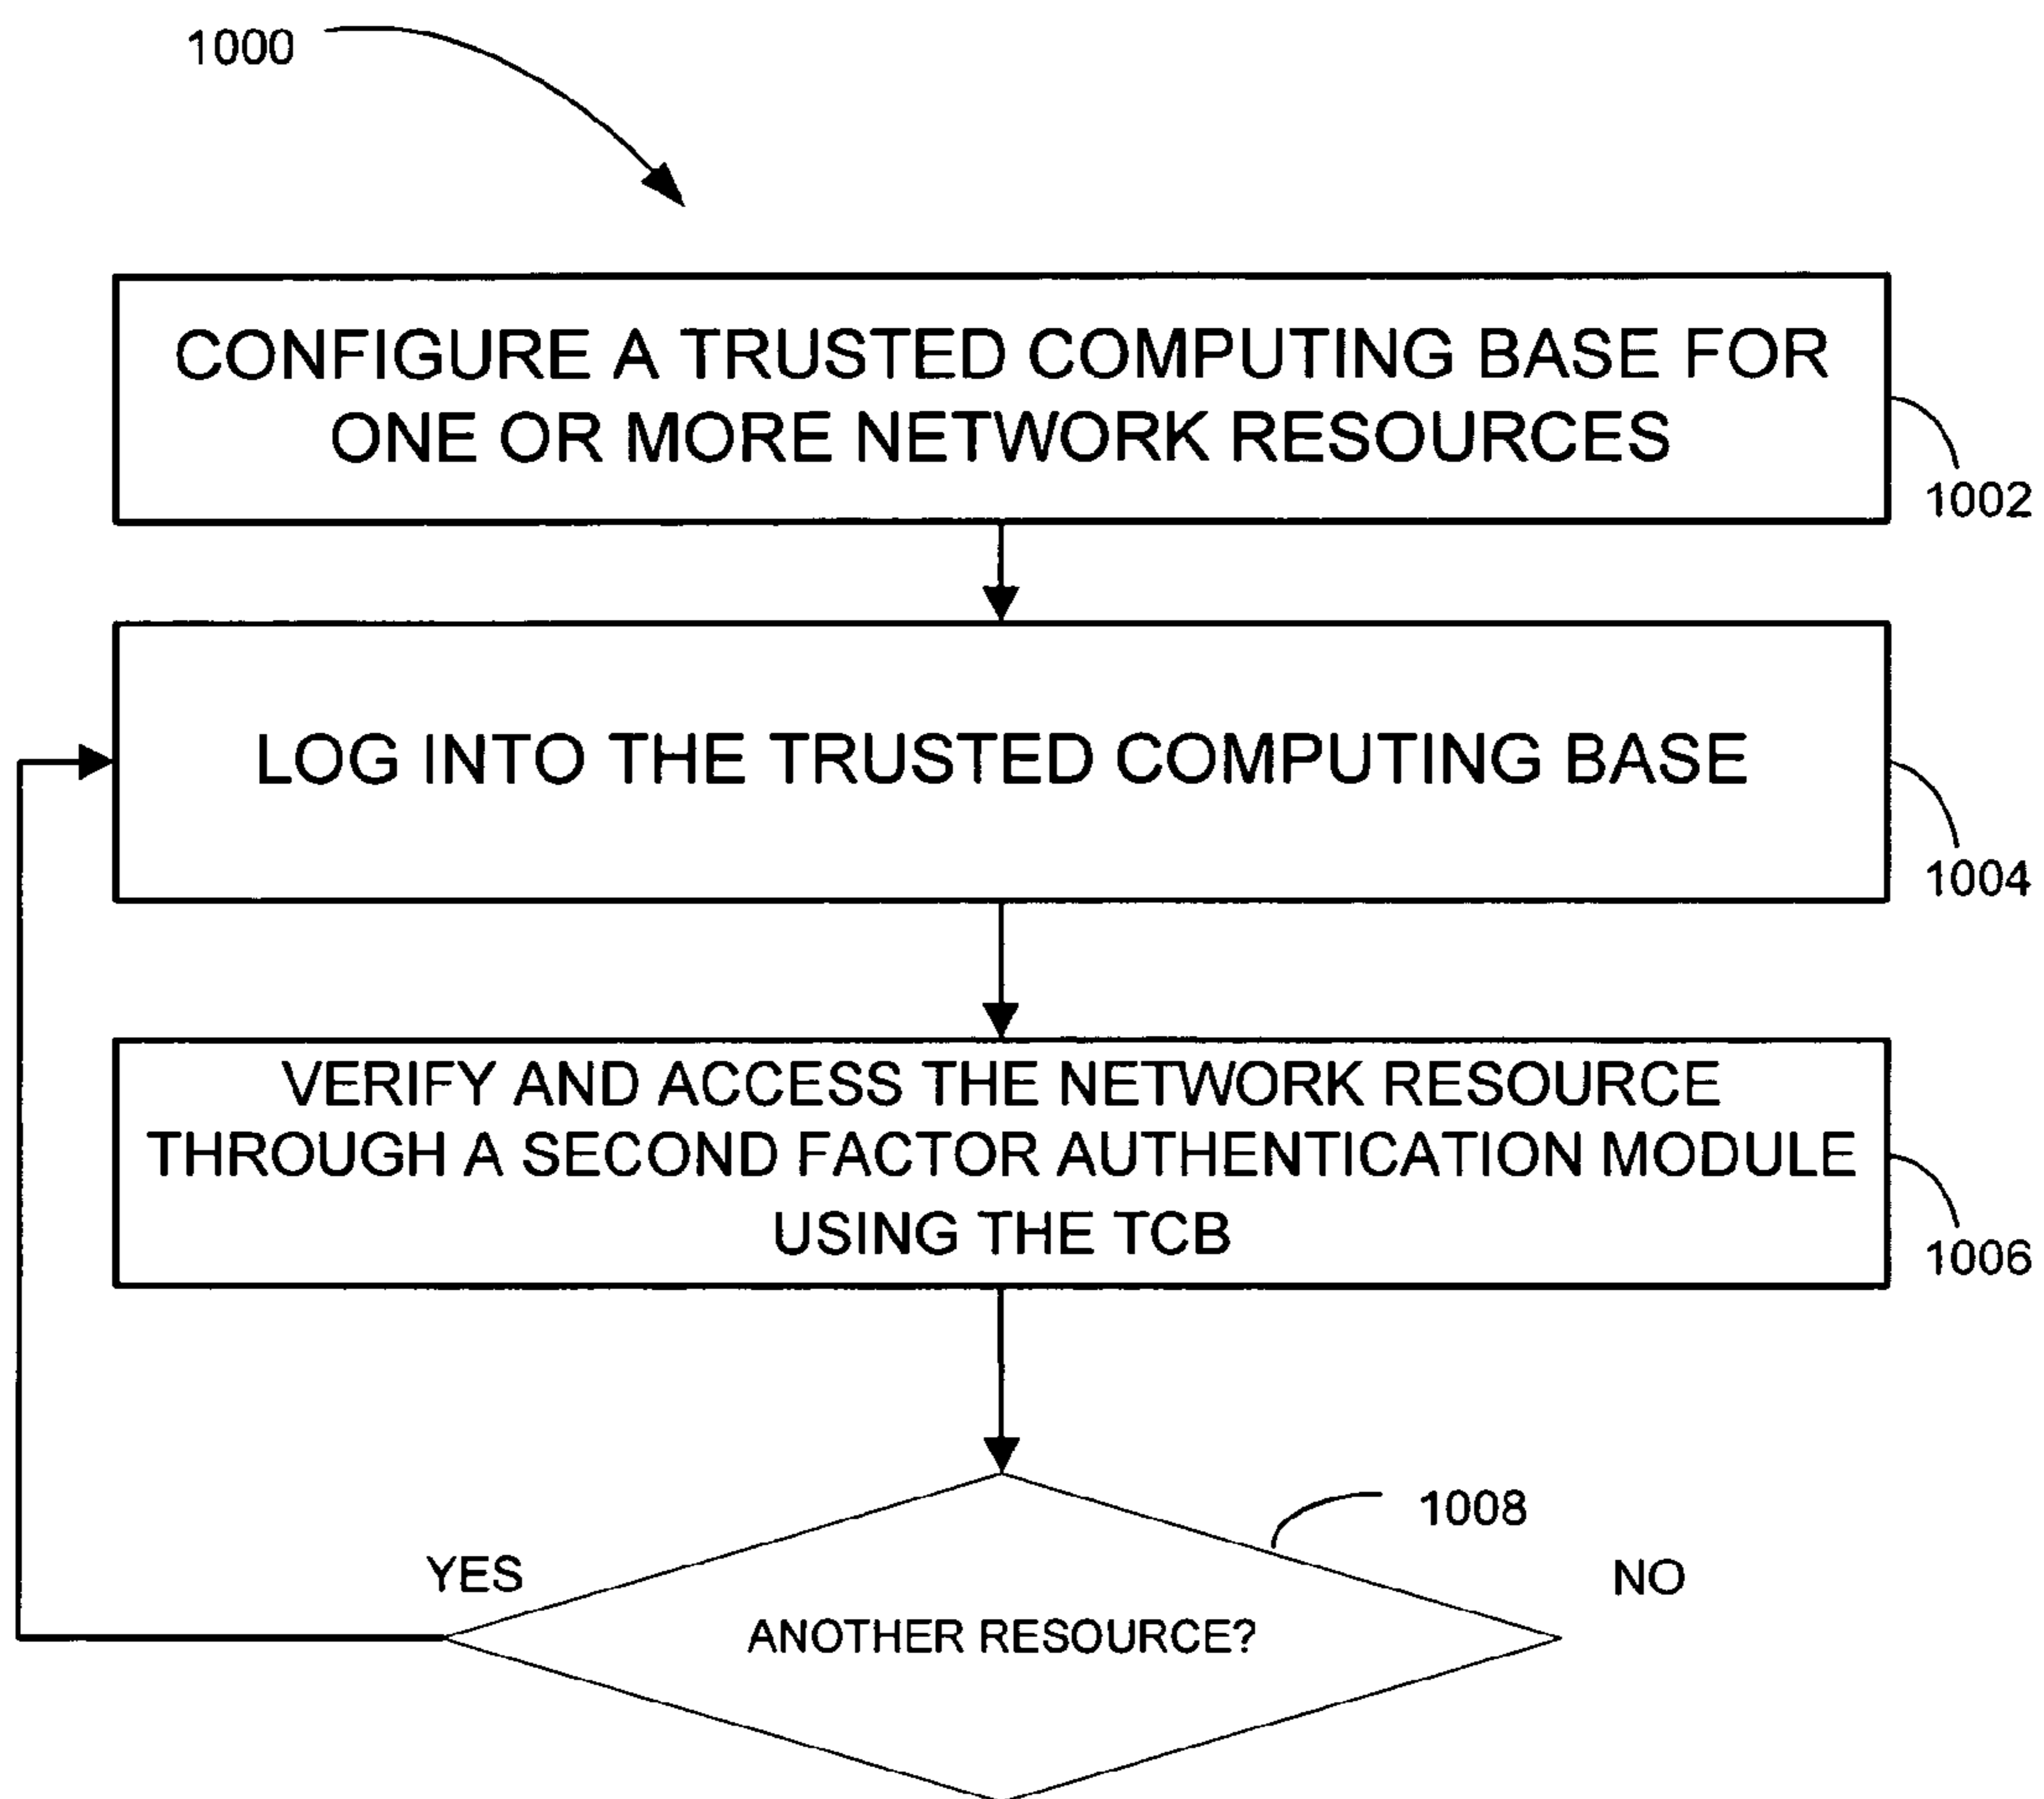 1000
CONFIGURE A TRUSTED COMPUTING BASE FOR
ONE OR MORE NETWORK RESOURCES
1002
LOG INTO THE TRUSTED COMPUTING BASE
1004
VERIFY AND ACCESS THE NETWORK RESOURCE
THROUGH A SECOND FACTOR AUTHENTICATION MODULE
USING THE TCB
1006
1008
YES
NO
ANOTHER RESOURCE?